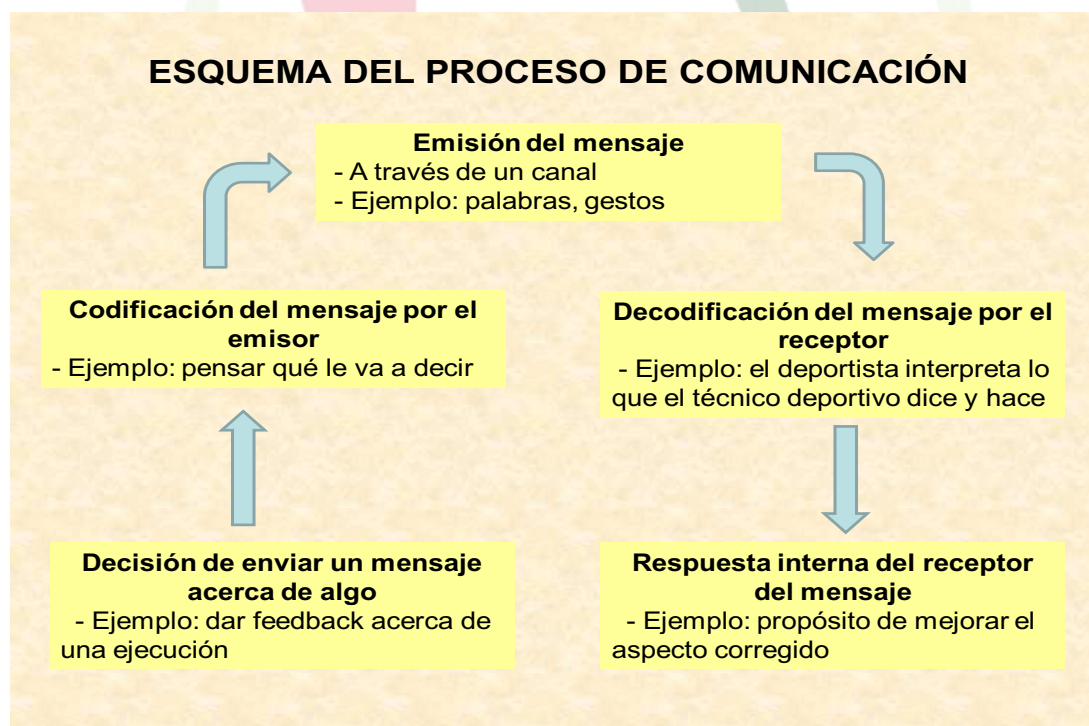 ESQUEMA DEL PROCESO DE COMUNICACIÓN
Emisión del mensaje
- A través de un canal
- Ejemplo: palabras, gestos
Codificación del mensaje por el
emisor
- Ejemplo: pensar qué le va a decir
Decodificación del mensaje por el
receptor
- Ejemplo: el deportista interpreta lo
que el técnico deportivo dice y hace
Decisión de enviar un mensaje
acerca de algo
- Ejemplo: dar feedback acerca de
una ejecución
Respuesta interna del receptor
del mensaje
- Ejemplo: propósito de mejorar el
aspecto corregido